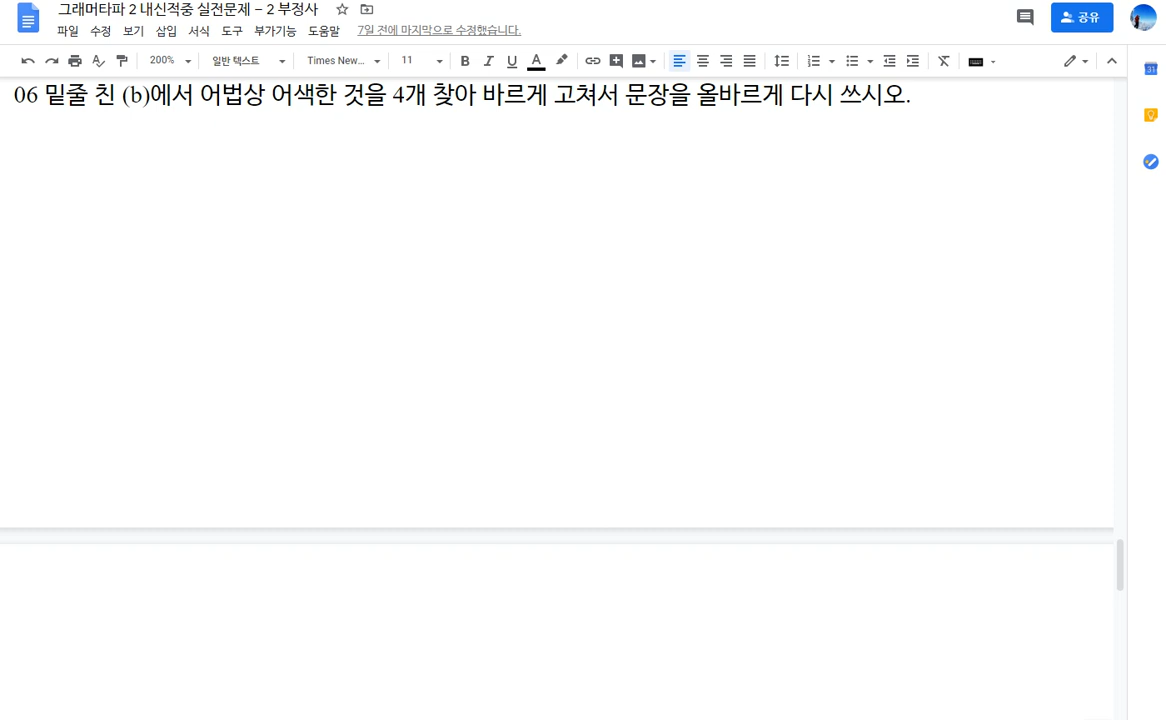 그래머타파 2 내신적중 실전문제 – 2 부정사
파일 수정 보기 삽입 서식 도구 부가기능 도움말 7일 전에 마지막으로 수정했습니다.
공유
200% 일반 텍스트 Times New... 11 B I U A
31
06 밑줄 친 (b)에서 어법상 어색한 것을 4개 찾아 바르게 고쳐서 문장을 올바르게 다시 쓰시오.